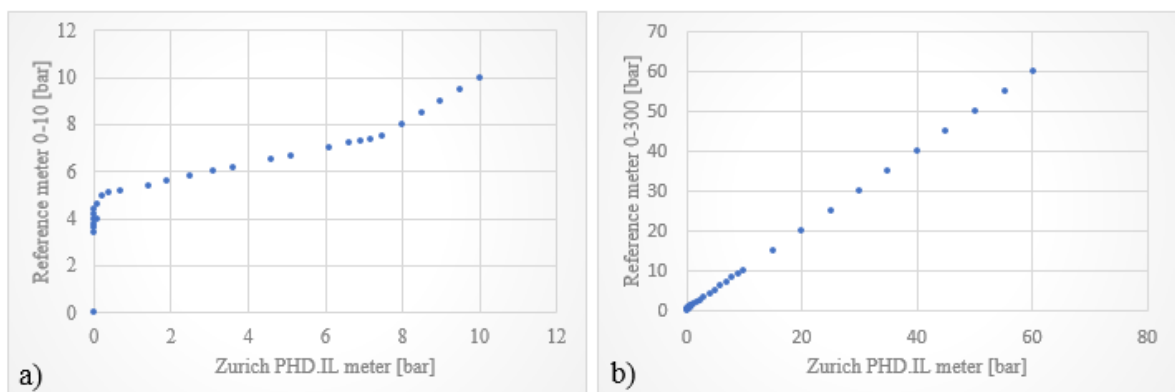 12
10
8
6
4
2
0
0 2 4 6 8 10 12
Reference meter 0-10 [bar]
Zurich PHD.IL meter [bar]
a)
70
60
50
40
30
20
10
0
0 20 40 60 80
Reference meter 0-300 [bar]
Zurich PHD.IL meter [bar]
b)